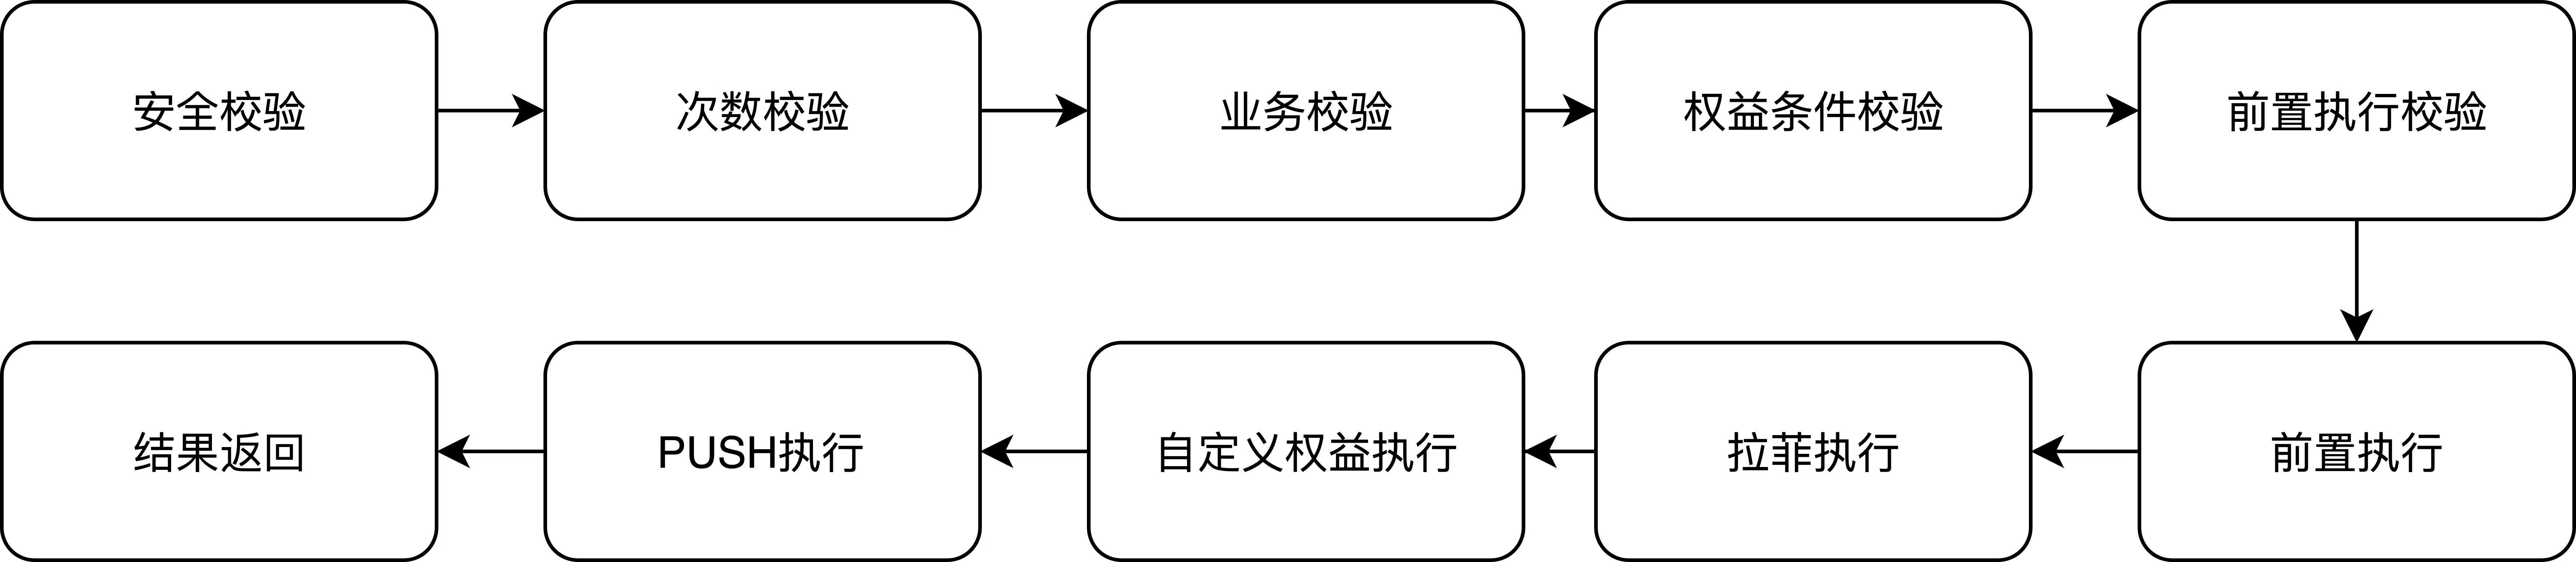 安全校验
次数校验
业务校验
权益条件校验
前置执行校验
前置执行
拉菲执行
自定义权益执行
PUSH执行
结果返回